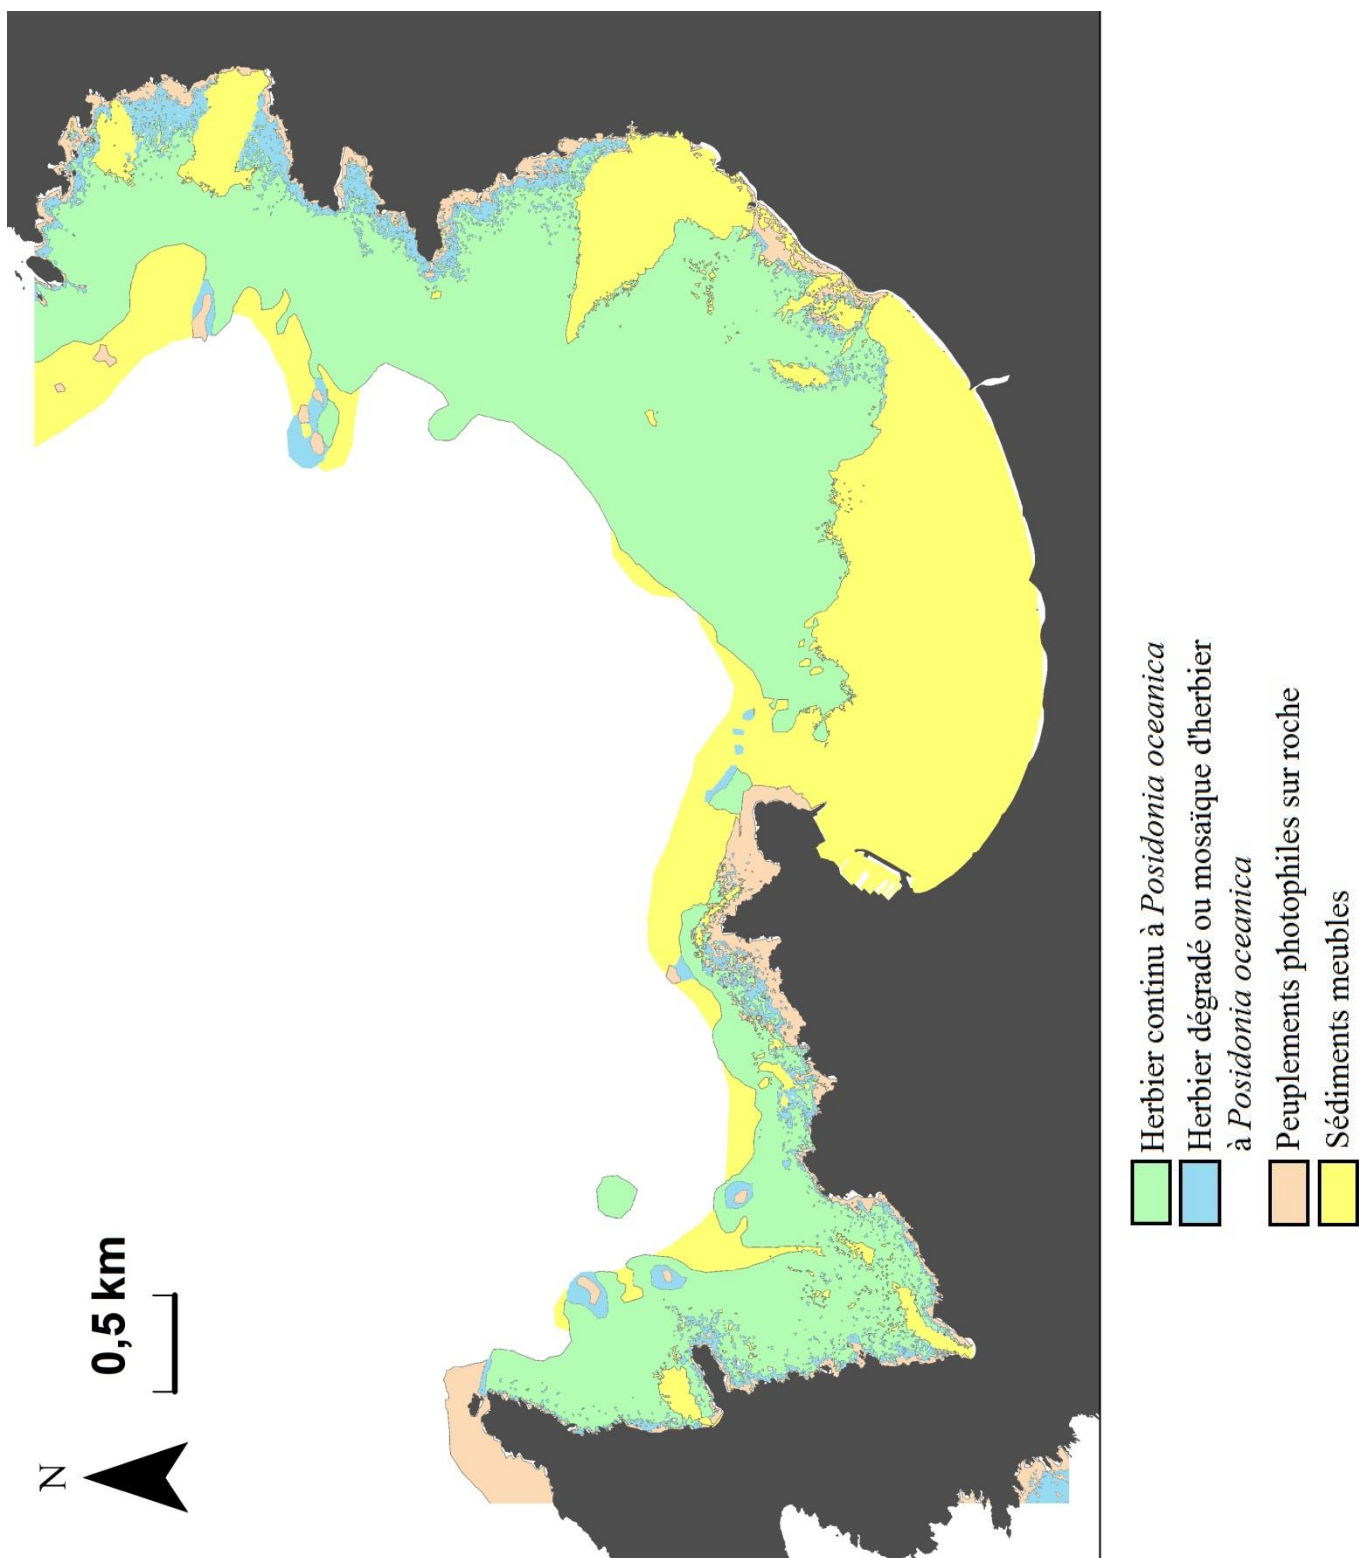 N
0,5 km
Herbier continu à Posidonia oceanica
Herbier dégradé ou mosaïque d'herbier
à Posidonia oceanica
Peuplements photophiles sur roche
Sédiments meubles